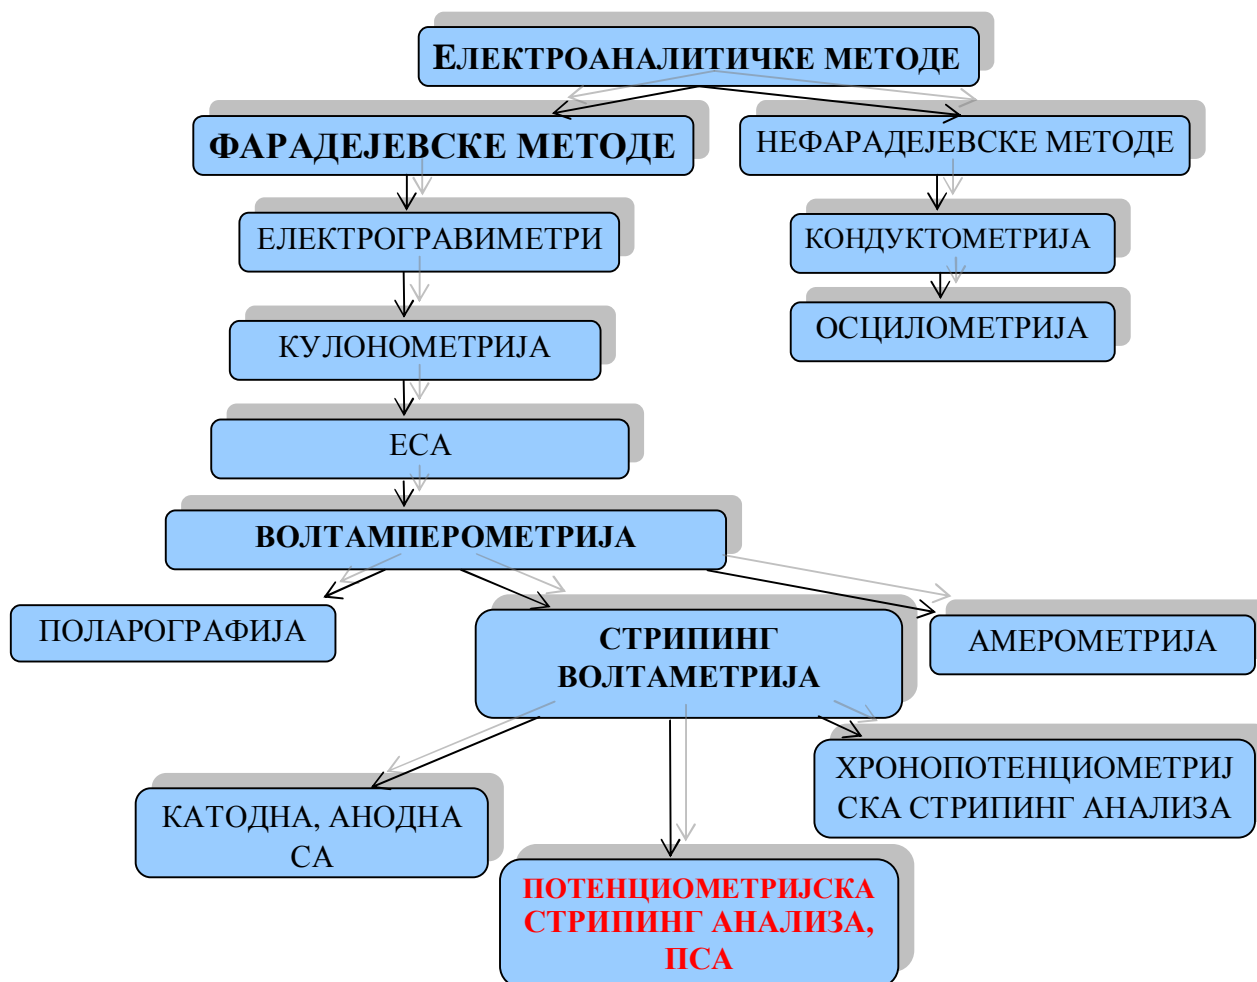 ЕЛЕКТРОАНАЛИТИЧКЕ МЕТОДЕ
ФАРАДЕЈЕВСКЕ МЕТОДЕ
НЕФАРАДЕЈЕВСКЕ МЕТОДЕ
ЕЛЕКТРОГРАВИМЕТРИ
КОНДУКТОМЕТРИЈА
ОСЦИЛОМЕТРИЈА
КУЛОНОМЕТРИЈА
ЕСА
ВОЛТАМПЕРОМЕТРИЈА
ПОЛАРОГРАФИЈА
СТРИПИНГ
ВОЛТАМЕТРИЈА
АМЕРОМЕТРИЈА
ХРОНОПОТЕНЦИОМЕТРИЈ
СКА СТРИПИНГ АНАЛИЗА
КАТОДНА, АНОДНА
СА
ПОТЕНЦИОМЕТРИЈСКА
СТРИПИНГ АНАЛИЗА,
ПСА